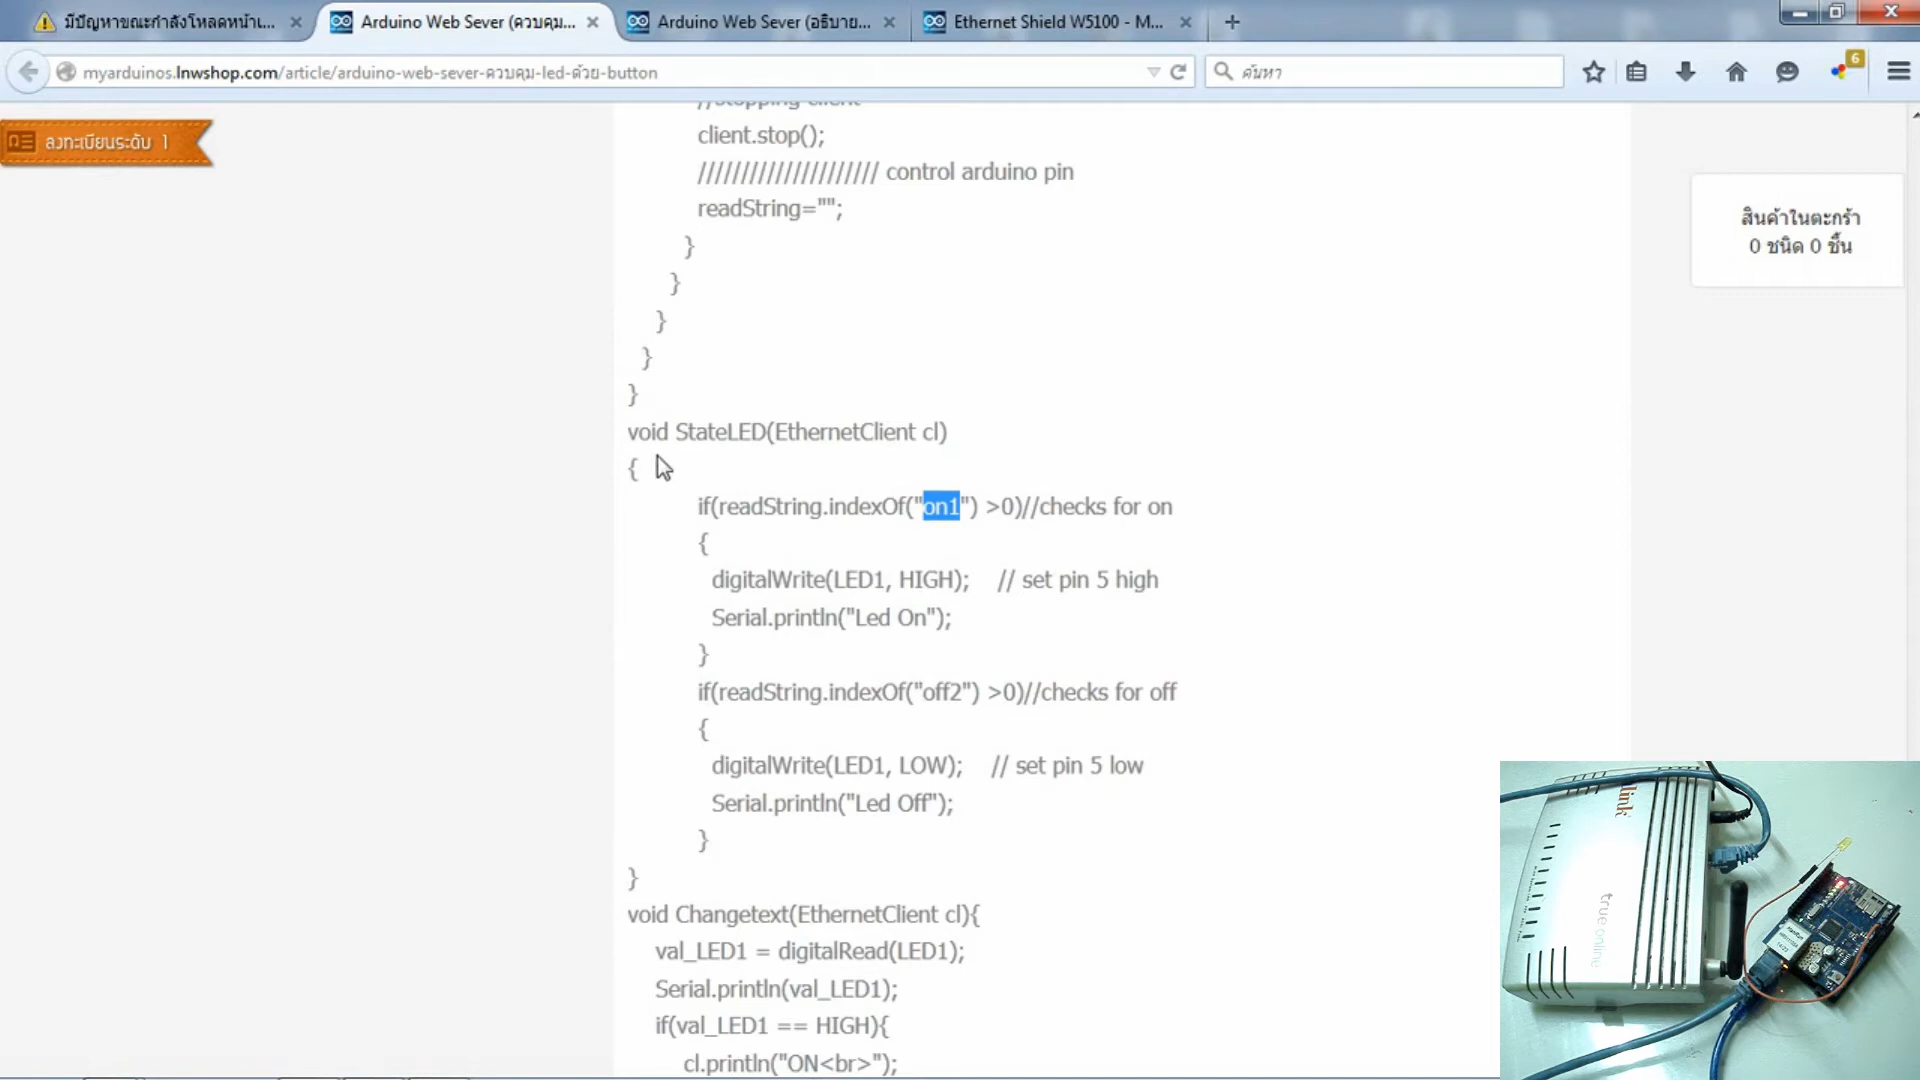 มีปัญหาขณะกำลังโหลดหน้าเ...
Arduino Web Sever (ควบคุม...
Arduino Web Sever (อธิบาย...
Ethernet Shield W5100 - M...
myarduinos.lnwshop.com/article/arduino-web-sever-ควบคุม-led-ด้วย-button
ค้นหา
6
ลงทะเบียนระดับ 1
สินค้าในตะกร้า
0 ชนิด 0 ชิ้น
//stopping client
client.stop();
///////////////////// control arduino pin
readString="";
}
}
}
}
}
void StateLED(EthernetClient cl)
{
if(readString.indexOf("on1") >0)//checks for on
{
digitalWrite(LED1, HIGH); // set pin 5 high
Serial.println("Led On");
}
if(readString.indexOf("off2") >0)//checks for off
{
digitalWrite(LED1, LOW); // set pin 5 low
Serial.println("Led Off");
}
}
void Changetext(EthernetClient cl){
val_LED1 = digitalRead(LED1);
Serial.println(val_LED1);
if(val_LED1 == HIGH){
cl.println("ON<br>");
link
true online